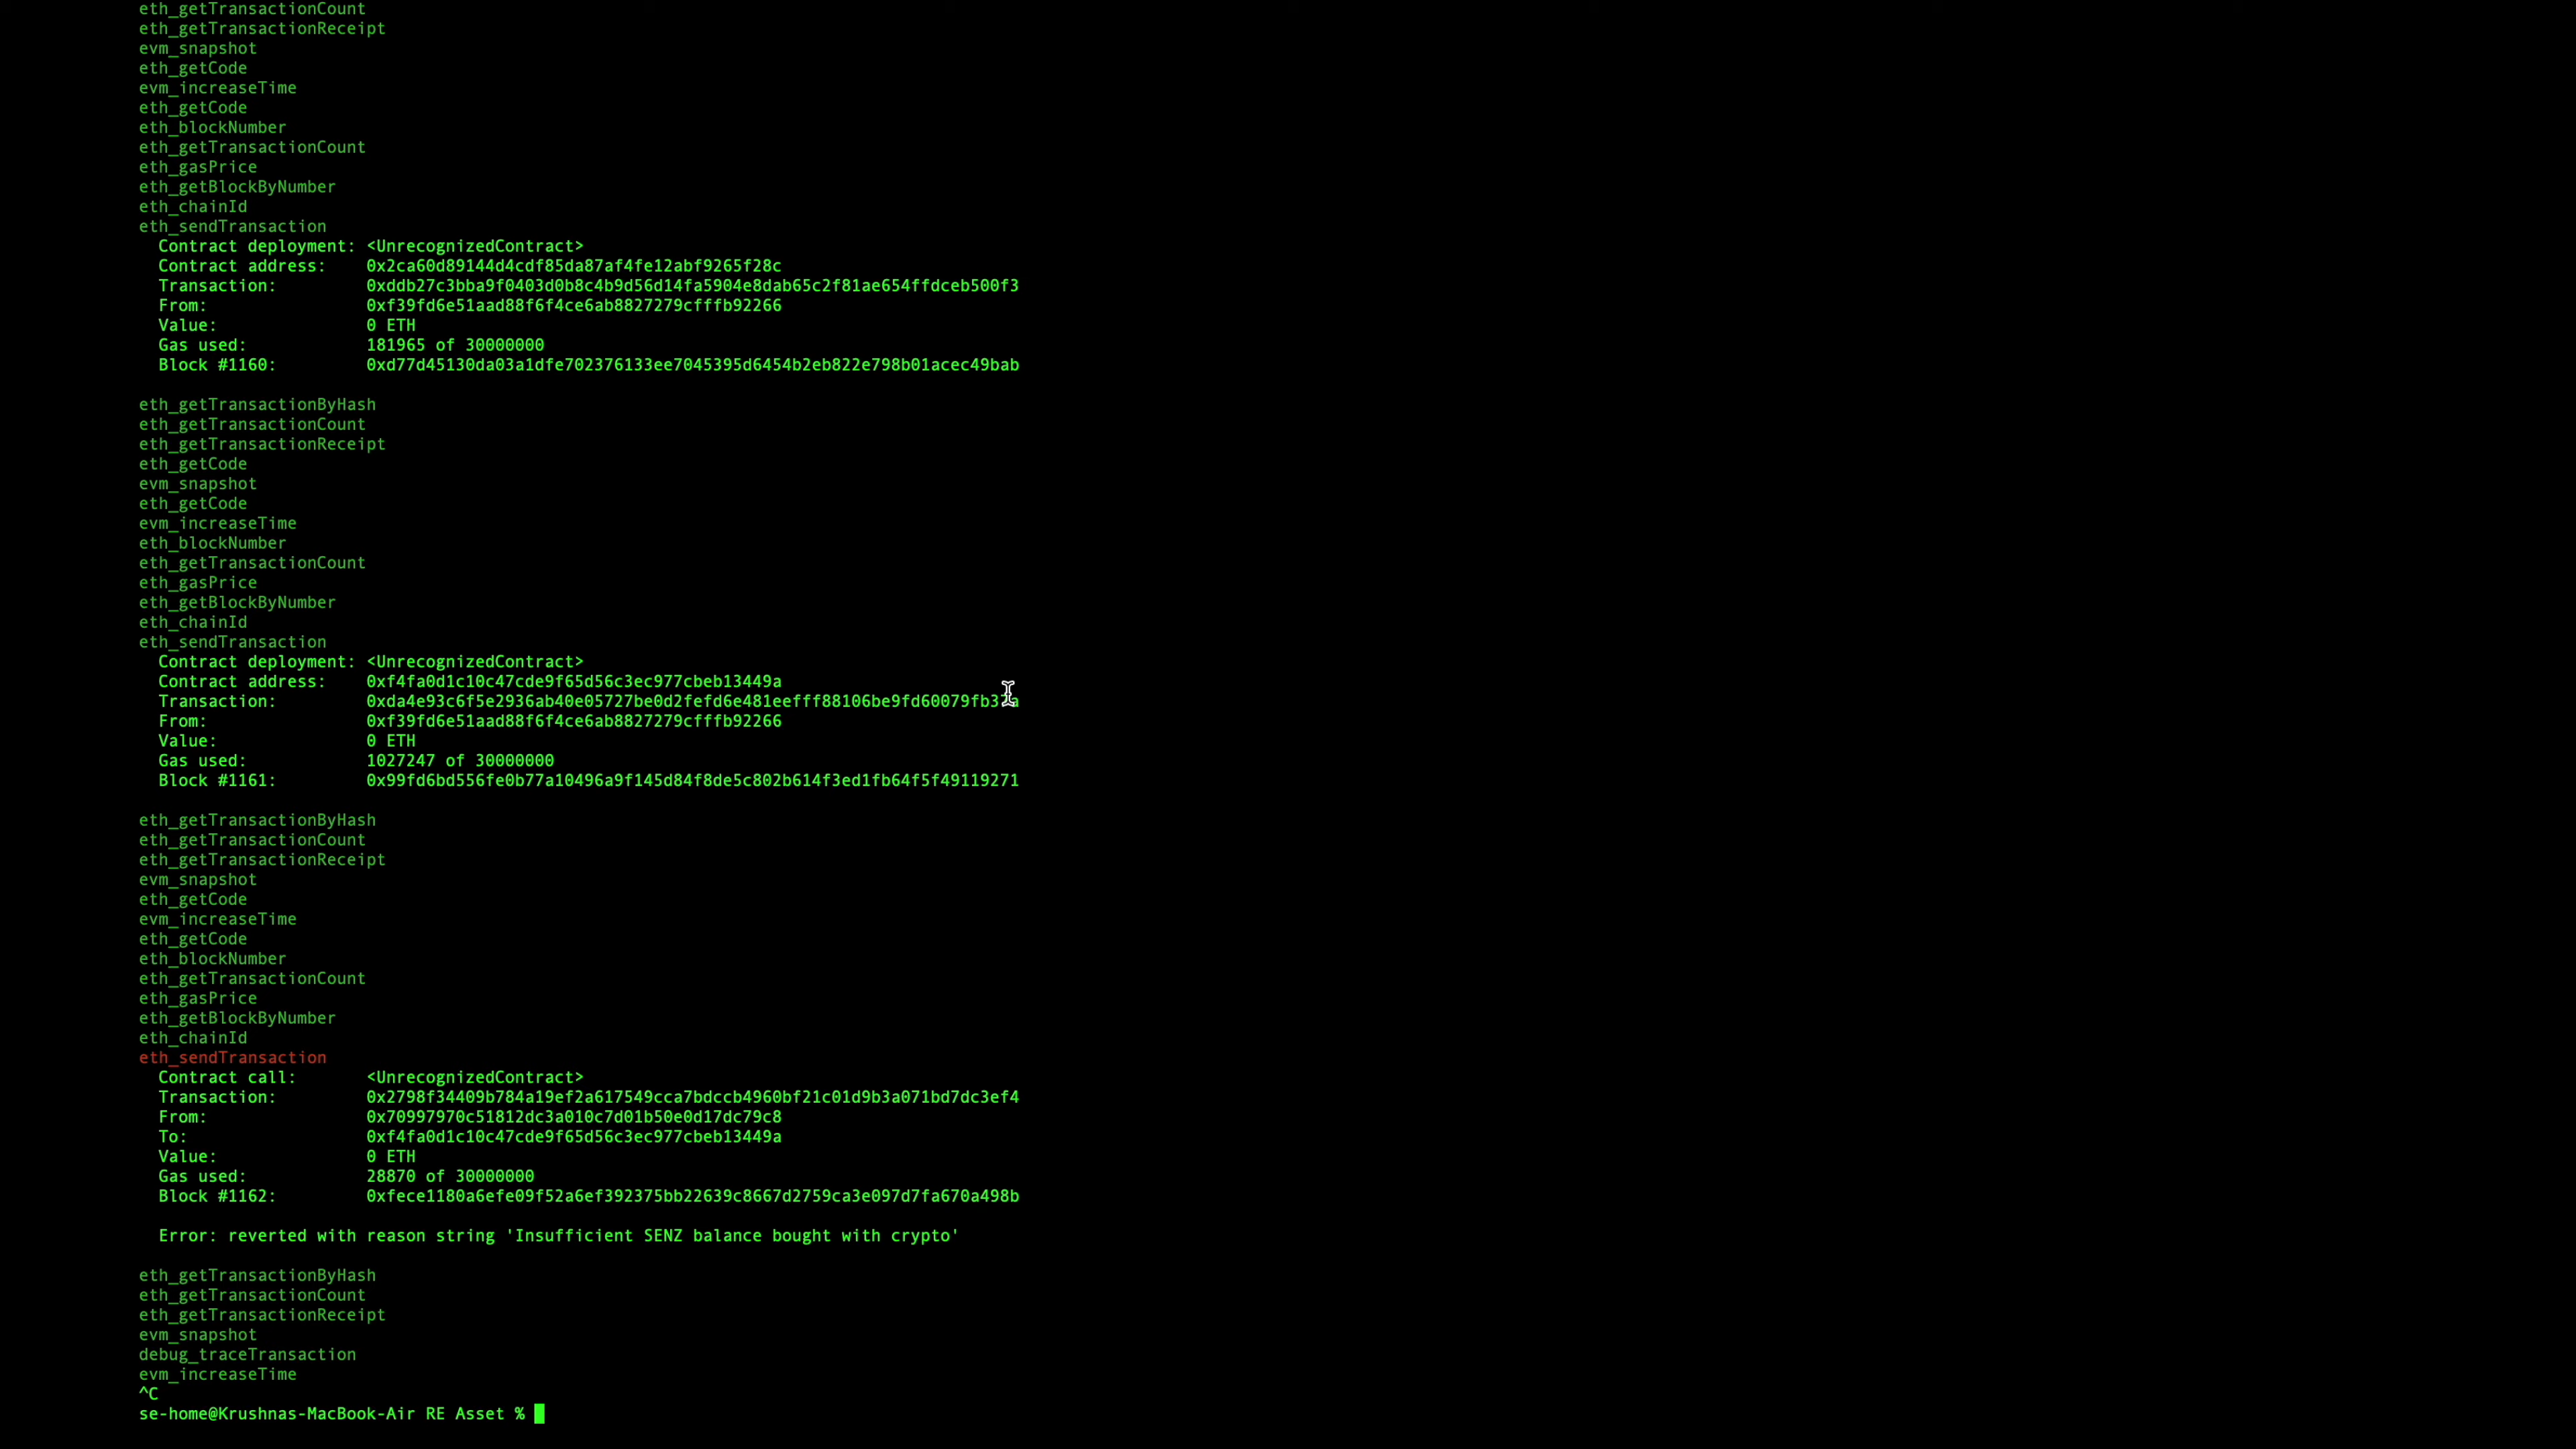 eth_getTransactionCount
eth_getTransactionReceipt
evm_snapshot
eth_getCode
evm_increaseTime
eth_getCode
eth_blockNumber
eth_getTransactionCount
eth_gasPrice
eth_getBlockByNumber
eth_chainId
eth_sendTransaction
Contract deployment: <UnrecognizedContract>
Contract address: 0x2ca60d89144d4cdf85da87af4fe12abf9265f28c
Transaction: 0xddb27c3bba9f0403d0b8c4b9d56d14fa5904e8dab65c2f81ae654ffdceb500f3
From: 0xf39fd6e51aad88f6f4ce6ab8827279cfffb92266
Value: 0 ETH
Gas used: 181965 of 30000000
Block #1160: 0xd77d45130da03a1dfe702376133ee7045395d6454b2eb822e798b01acec49bab
eth_getTransactionByHash
eth_getTransactionCount
eth_getTransactionReceipt
eth_getCode
evm_snapshot
eth_getCode
evm_increaseTime
eth_blockNumber
eth_getTransactionCount
eth_gasPrice
eth_getBlockByNumber
eth_chainId
eth_sendTransaction
Contract deployment: <UnrecognizedContract>
Contract address: 0xf4fa0d1c10c47cde9f65d56c3ec977cbeb13449a
Transaction:
From: 0xf39fd6e51aad88f6f4ce6ab8827279cfffb92266
Value: 0 ETH
Gas used: 1027247 of 30000000
Block #1161: 0x99fd6bd556fe0b77a10496a9f145d84f8de5c802b614f3ed1fb64f5f49119271
eth_getTransactionByHash
eth_getTransactionCount
eth_getTransactionReceipt
evm_snapshot
eth_getCode
evm_increaseTime
eth_getCode
eth_blockNumber
eth_getTransactionCount
eth_gasPrice
eth_getBlockByNumber
eth_chainId
eth_sendTransaction
Contract call: <UnrecognizedContract>
Transaction: 0x2798f34409b784a19ef2a617549cca7bdccb4960bf21c01d9b3a071bd7dc3ef4
From: 0x70997970c51812dc3a010c7d01b50e0d17dc79c8
To: 0xf4fa0d1c10c47cde9f65d56c3ec977cbeb13449a
Value: 0 ETH
Gas used: 28870 of 30000000
Block #1162: 0xfece1180a6efe09f52a6ef392375bb22639c8667d2759ca3e097d7fa670a498b
Error: reverted with reason string 'Insufficient SENZ balance bought with crypto'
eth_getTransactionByHash
eth_getTransactionCount
eth_getTransactionReceipt
evm_snapshot
debug_traceTransaction
evm_increaseTime
^C
se-home@Krushnas-MacBook-Air RE Asset %